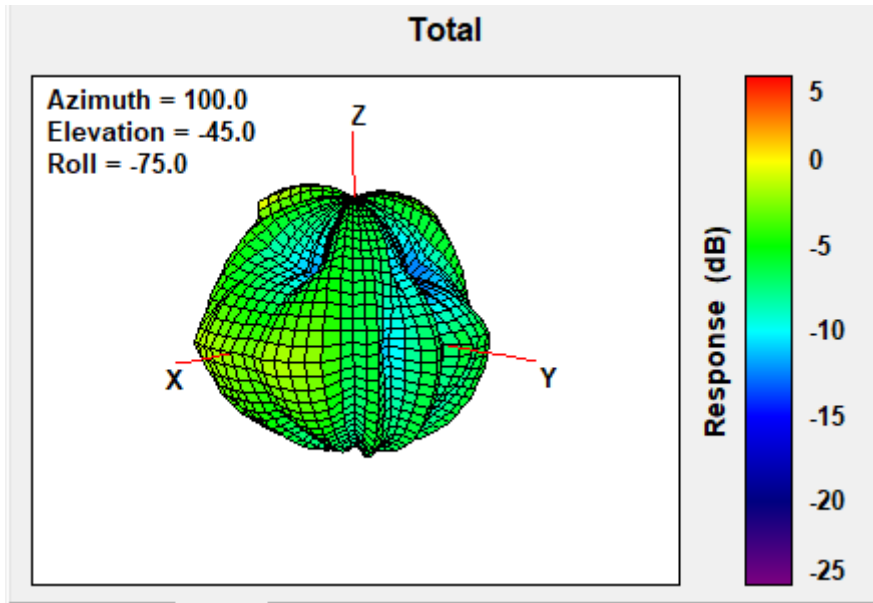 Total
Azimuth = 100.0
Elevation = -45.0
Roll = -75.0
Z
X
Y
Response (dB)
5
0
-5
-10
-15
-20
-25